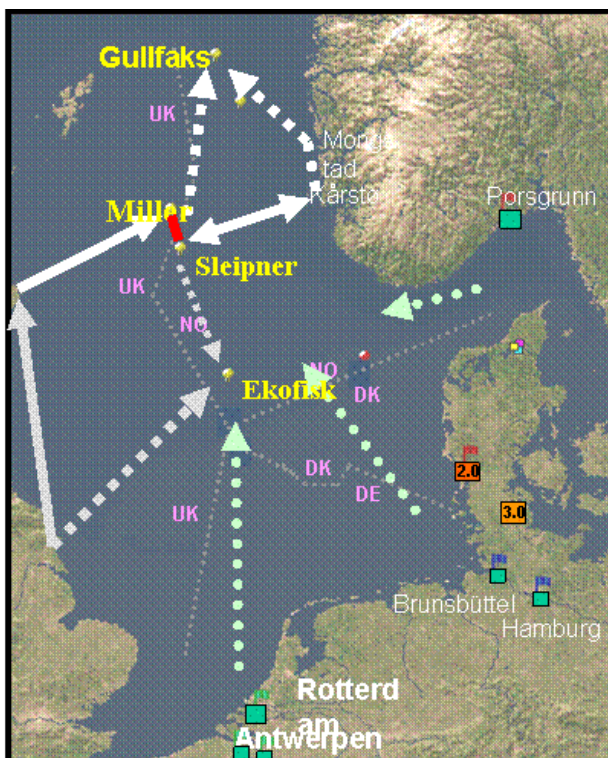 Gullfaks
UK
Mongs
tad
Kårstø
Porsgrunn
Miller
Sleipner
UK
NO
NO
Ekofisk
DK
DK
DE
2.0
UK
3.0
Brunsbüttel
Hamburg
Rotterd
am
Antwerpen